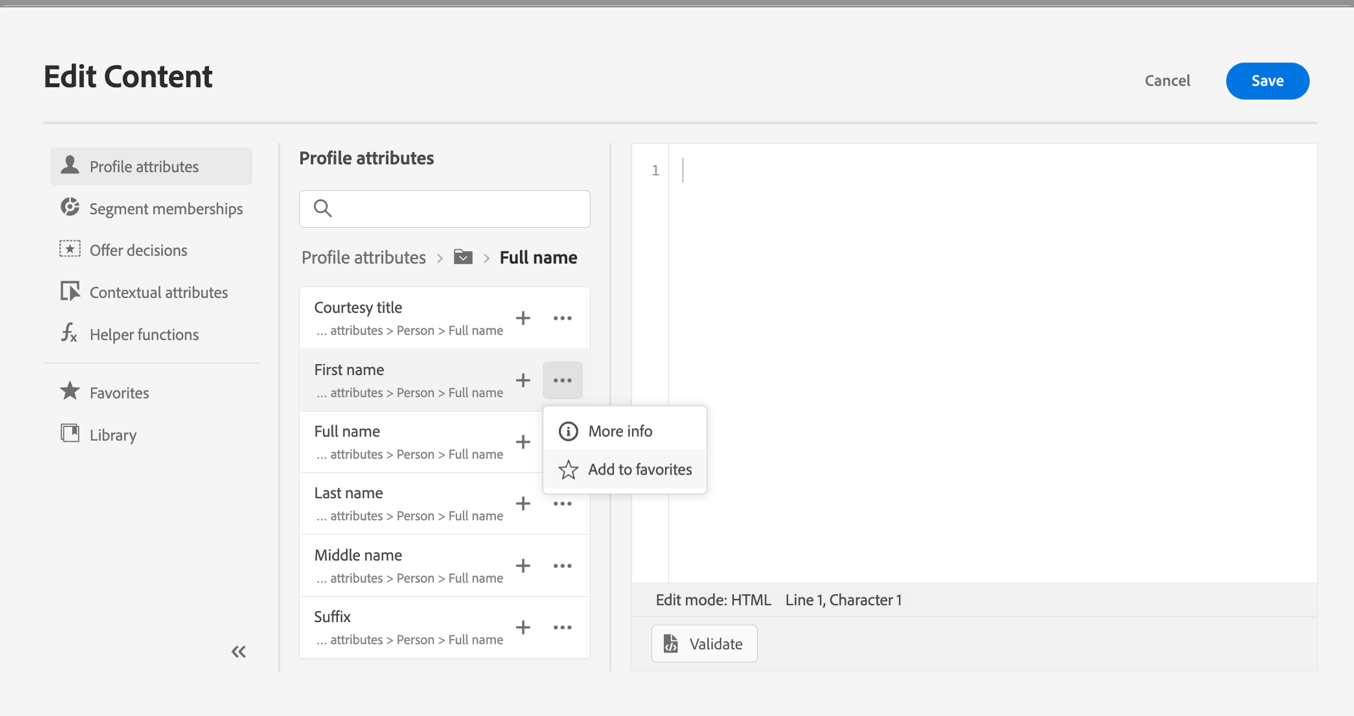 Edit Content
Cancel
Save
Profile attributes
Segment memberships
Offer decisions
Contextual attributes
Helper functions
Favorites
Library
Profile attributes
Profile attributes > > Full name
Courtesy title
... attributes > Person > Full name
First name
... attributes > Person > Full name
Full name
... attributes > Person > Full name
Last name
... attributes > Person > Full name
Middle name
... attributes > Person > Full name
Suffix
... attributes > Person > Full name
More info
Add to favorites
1
Edit mode: HTML Line 1, Character 1
Validate